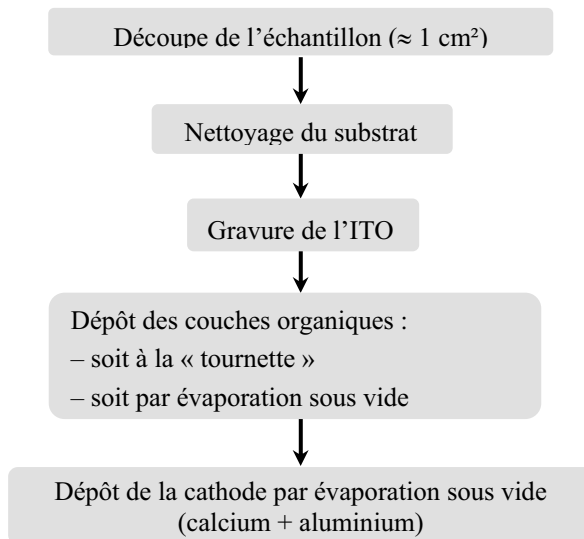 Découpe de l’échantillon (≈ 1 cm²)
Nettoyage du substrat
Gravure de l’ITO
Dépôt des couches organiques :
– soit à la « tournette »
– soit par évaporation sous vide
Dépôt de la cathode par évaporation sous vide
(calcium + aluminium)